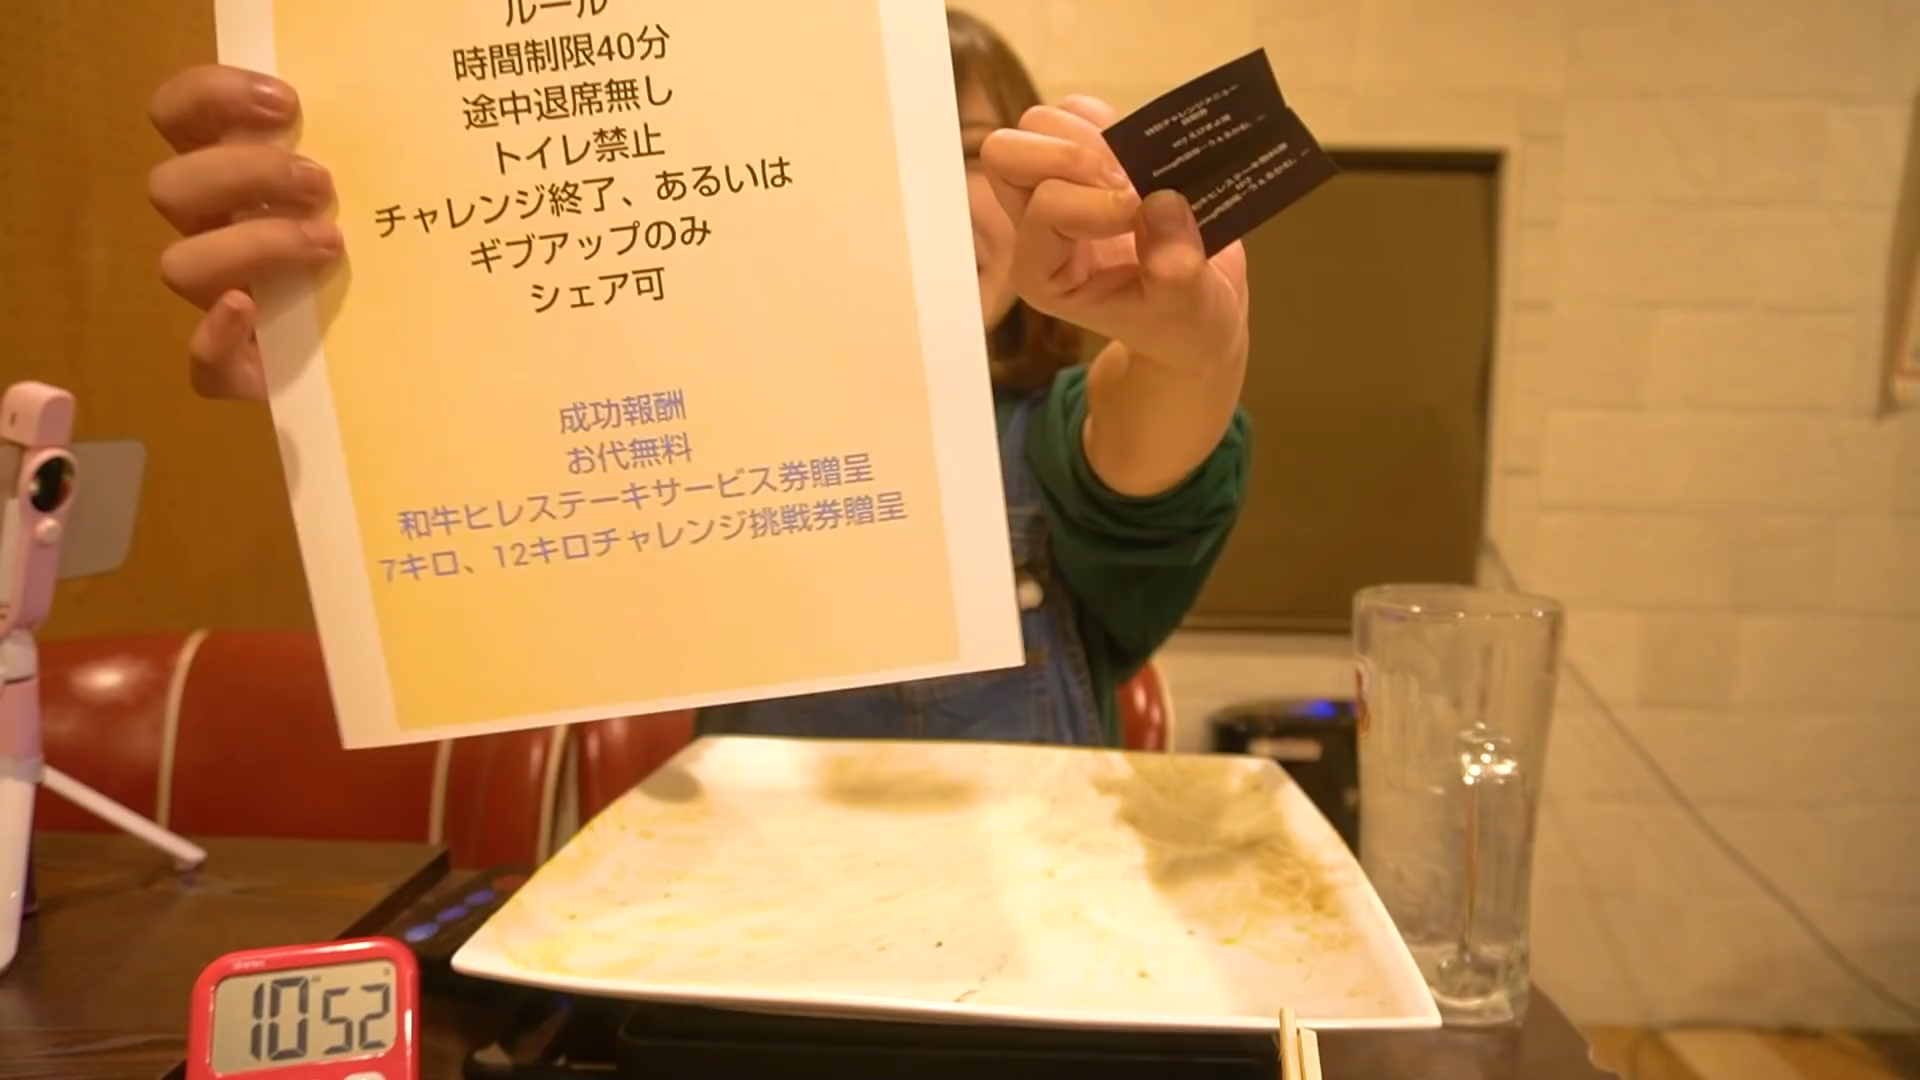 ルール
時間制限40分
途中退席無し
トイレ禁止
チャレンジ終了、あるいは
ギブアップのみ
シェア可
成功報酬
お代無料
和牛ヒレステーキサービス券贈呈
7キロ、12キロチャレンジ挑戦券贈呈
10 52